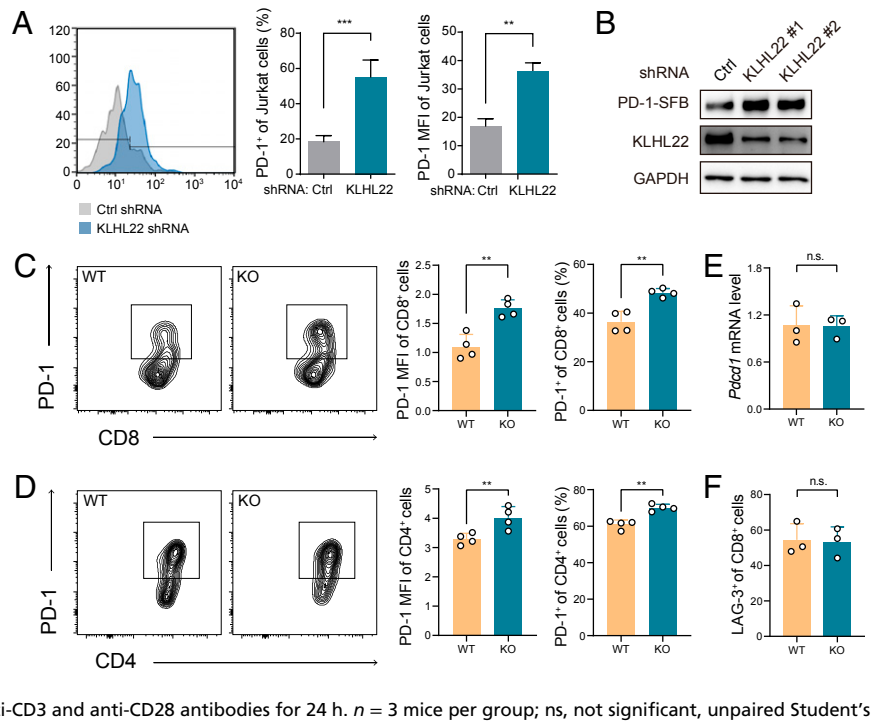 A
120
100
80
60
40
20
0
0 10¹ 10² 10³ 10⁴
Ctrl shRNA
KLHL22 shRNA
PD-1⁺ of Jurkat cells (%)
80
60
40
20
0
***
shRNA: Ctrl KLHL22
PD-1 MFI of Jurkat cells
50
40
30
20
10
0
**
shRNA: Ctrl KLHL22
B
shRNA Ctrl KLHL22 #1 KLHL22 #2
PD-1-SFB
KLHL22
GAPDH
C
WT
KO
PD-1
CD8
PD-1 MFI of CD8⁺ cells
2.5
2.0
1.5
1.0
0.5
0.0
**
WT KO
PD-1⁺ of CD8⁺ cells (%)
60
40
20
0
**
WT KO
E
Pdcd1 mRNA level
1.8
1.2
0.6
0.0
n.s.
WT KO
D
WT
KO
PD-1
CD4
PD-1 MFI of CD4⁺ cells
5
4
3
2
1
0
**
WT KO
PD-1⁺ of CD4⁺ cells (%)
80
60
40
20
0
**
WT KO
F
LAG-3⁺ of CD8⁺ cells
80
60
40
20
0
n.s.
WT KO
i-CD3 and anti-CD28 antibodies for 24 h. n = 3 mice per group; ns, not significant, unpaired Student's